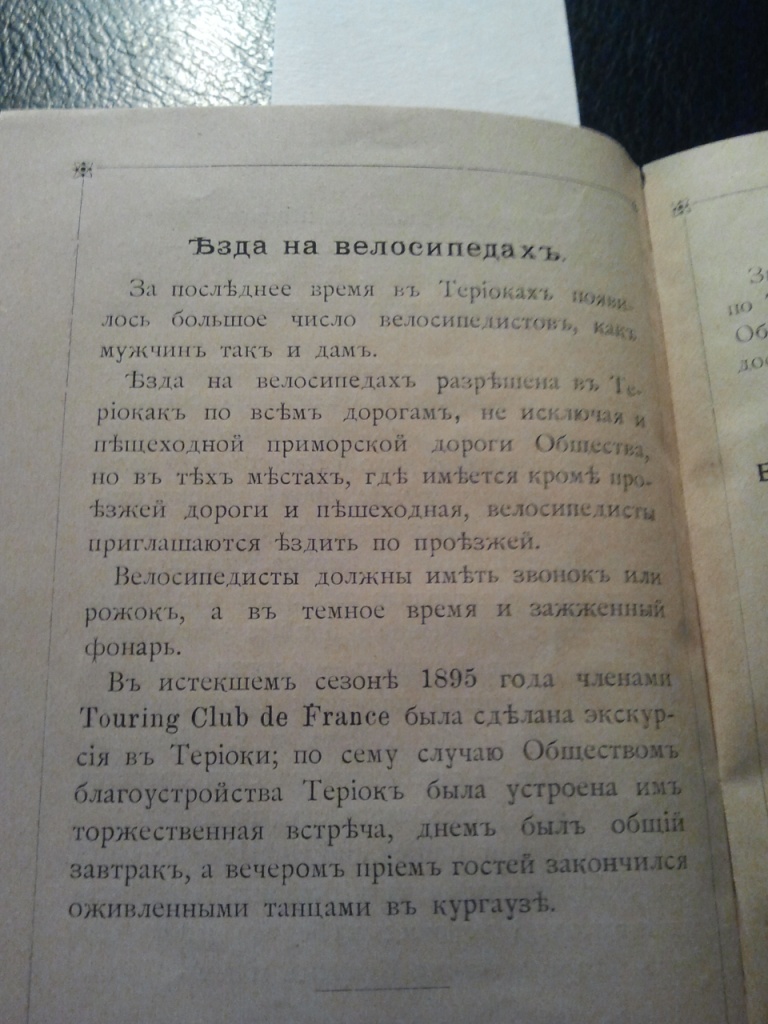 Ѣзда на велосипедахъ.
За послѣднее время въ Теріокахъ появи-
лось большое число велосипедистовъ, какъ
мужчинъ такъ и дамъ.
Ѣзда на велосипедахъ разрѣшена въ Те-
ріокакъ по всѣмъ дорогамъ, не исключая и
пѣщеходной приморской дороги Общества,
но въ тѣхъ мѣстахъ, гдѣ имѣется кромѣ про-
ѣзжей дороги и пѣшеходная, велосипедисты
приглашаются ѣздить по проѣзжей.
Велосипедисты должны имѣть звонокъ или
рожокъ, а въ темное время и зажженный
фонарь.
Въ истекшемъ сезонѣ 1895 года членами
Touring Club de France была сдѣлана экскур-
сія въ Теріоки; по сему случаю Обществомъ
благоустройства Теріокъ была устроена имъ
торжественная встрѣча, днемъ былъ общій
завтракъ, а вечеромъ пріемъ гостей закончился
оживленными танцами въ кургаузѣ.
по
Об